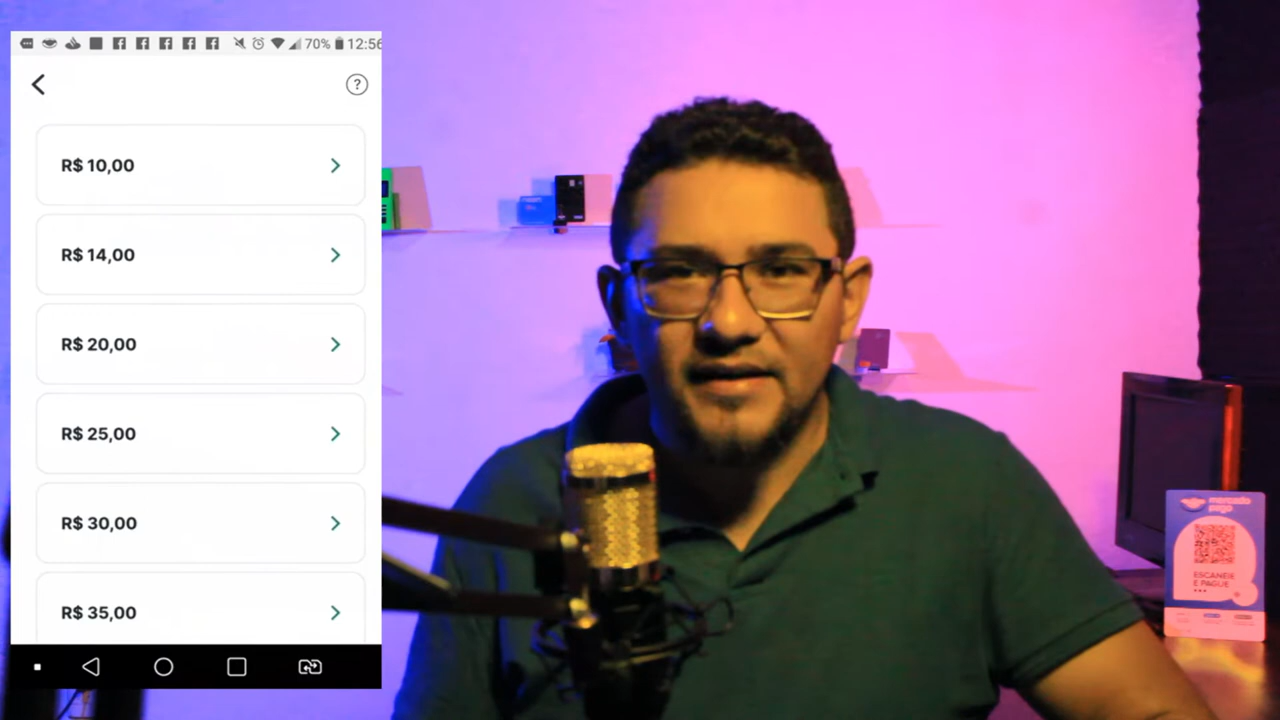 70% 12:56
?
R$ 10,00
R$ 14,00
R$ 20,00
R$ 25,00
R$ 30,00
R$ 35,00
mercado
pago
ESCANEIE
E PAGUE